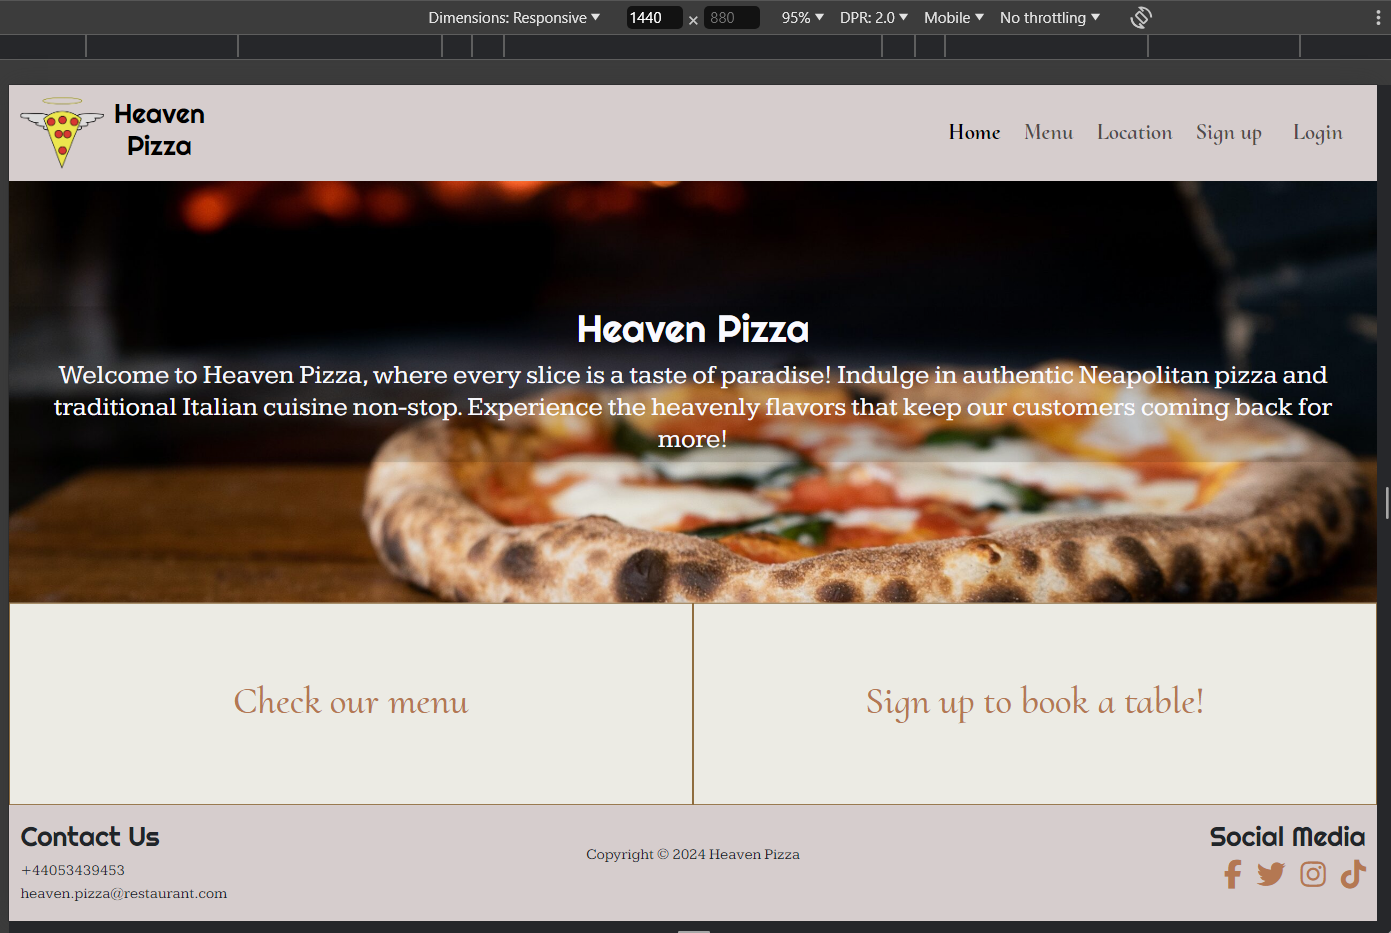 Dimensions: Responsive ▼ 1440 × 880 95% ▼ DPR: 2.0 ▼ Mobile ▼ No throttling ▼
Heaven
Pizza
Home Menu Location Sign up Login
Heaven Pizza
Welcome to Heaven Pizza, where every slice is a taste of paradise! Indulge in authentic Neapolitan pizza and
traditional Italian cuisine non-stop. Experience the heavenly flavors that keep our customers coming back for
more!
Check our menu
Sign up to book a table!
Contact Us
+44053439453
heaven.pizza@restaurant.com
Copyright © 2024 Heaven Pizza
Social Media